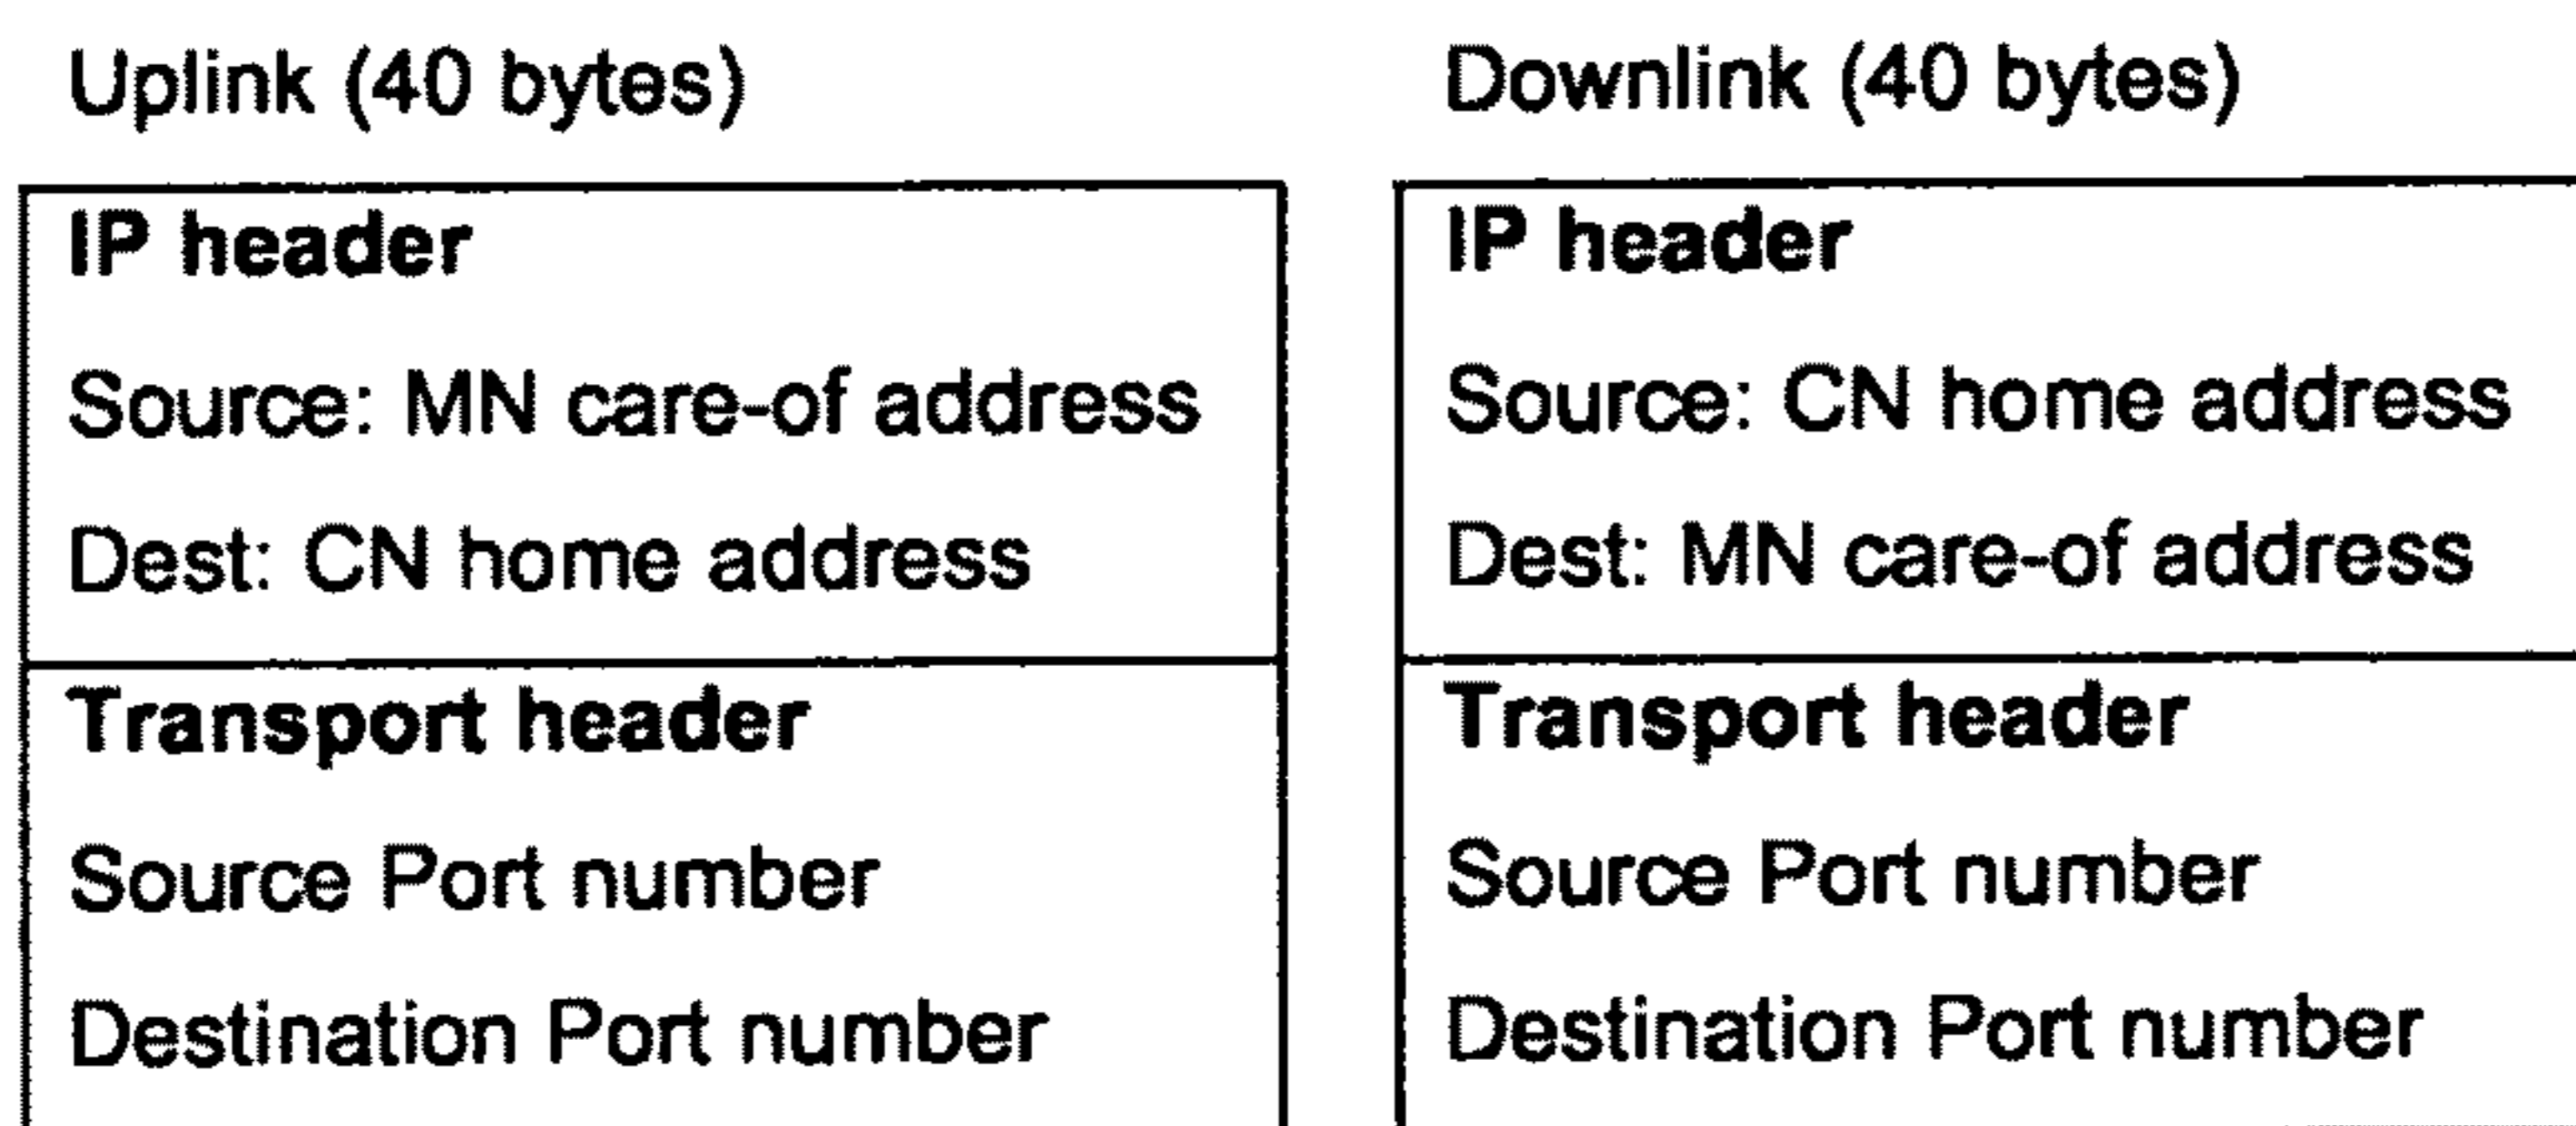 Uplink (40 bytes)
IP header
Source: MN care-of address
Dest: CN home address
Transport header
Source Port number
Destination Port number
Downlink (40 bytes)
IP header
Source: CN home address
Dest: MN care-of address
Transport header
Source Port number
Destination Port number